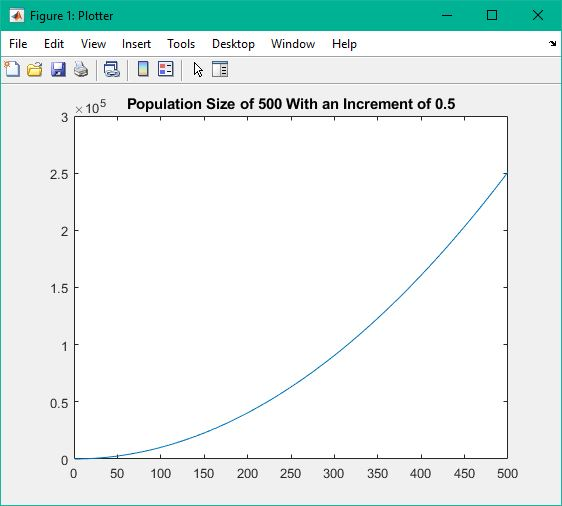 Figure 1: Plotter
File Edit View Insert Tools Desktop Window Help
Population Size of 500 With an Increment of 0.5
×10⁵
3
2.5
2
1.5
1
0.5
0
0 50 100 150 200 250 300 350 400 450 500